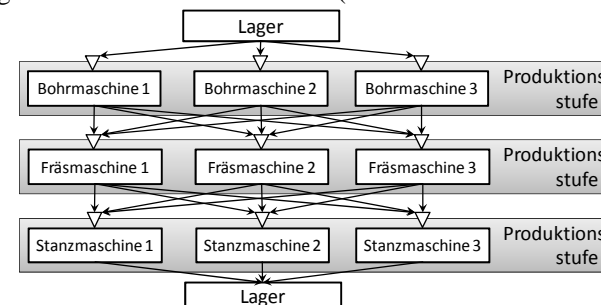 Lager
Bohrmaschine 1 Bohrmaschine 2 Bohrmaschine 3 Produktions
stufe
Fräsmaschine 1 Fräsmaschine 2 Fräsmaschine 3 Produktions
stufe
Stanzmaschine 1 Stanzmaschine 2 Stanzmaschine 3 Produktions
stufe
Lager